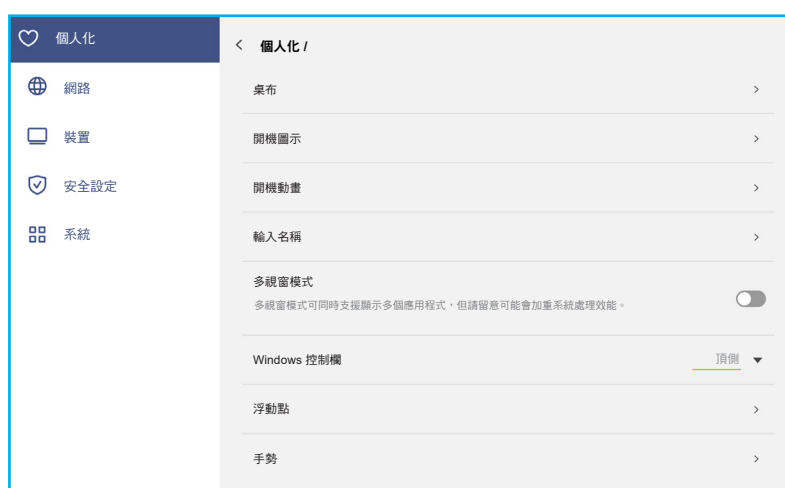 個人化
網路
裝置
安全設定
系統
個人化 /
桌布
開機圖示
開機動畫
輸入名稱
多視窗模式
多視窗模式可同時支援顯示多個應用程式,但請留意可能會加重系統處理效能。
Windows 控制欄
頂側
浮動點
手勢